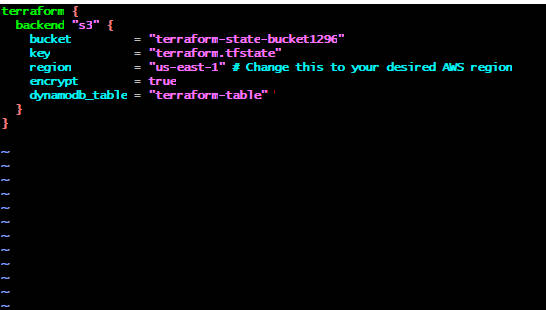 terraform {
  backend "s3" {
    bucket         = "terraform-state-bucket1296"
    key            = "terraform.tfstate"
    region         = "us-east-1" # Change this to your desired AWS region
    encrypt        = true
    dynamodb_table = "terraform-table" '
  }
}
~
~
~
~
~
~
~
~
~
~
~
~